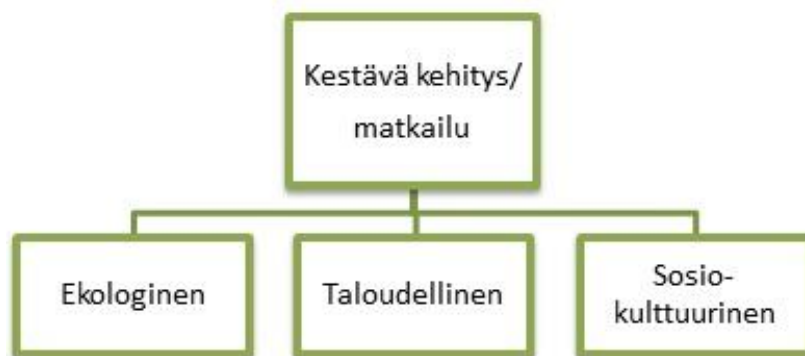 Kestävä kehitys/
matkailu
Ekologinen
Taloudellinen
Sosio-
kulttuurinen